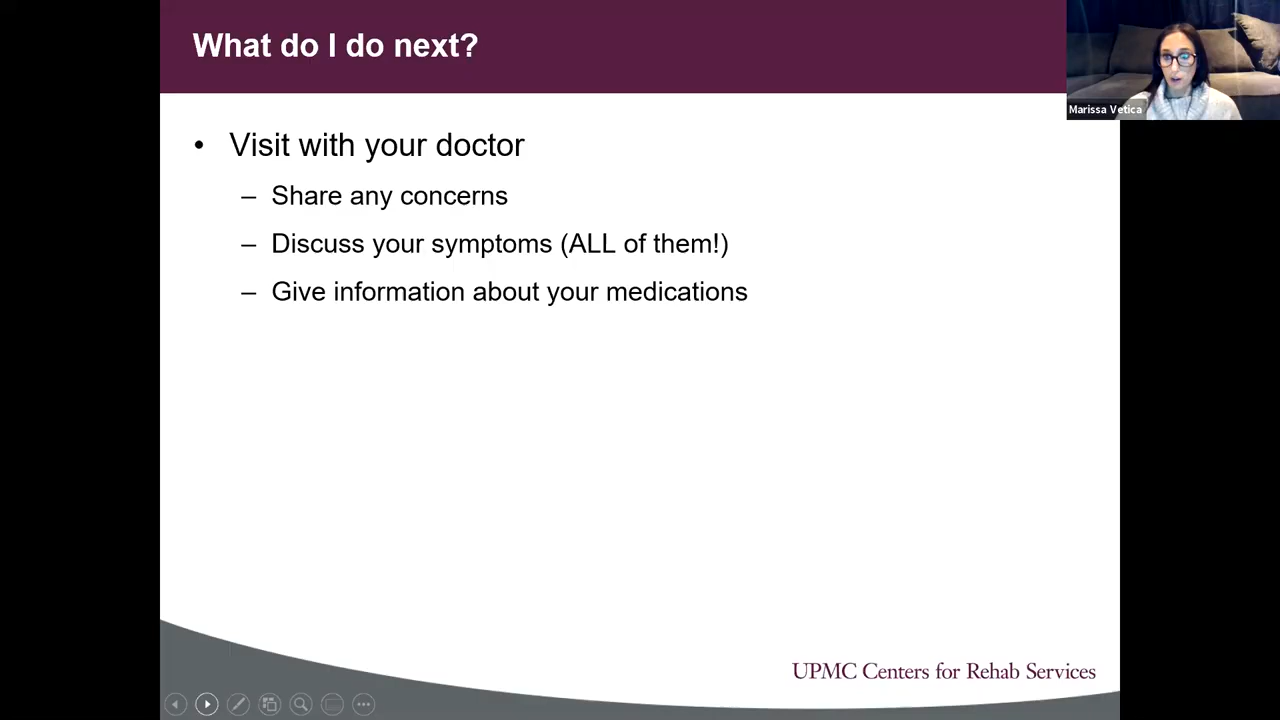 What do I do next?
Marissa Vetica
• Visit with your doctor
– Share any concerns
– Discuss your symptoms (ALL of them!)
– Give information about your medications
UPMC Centers for Rehab Services